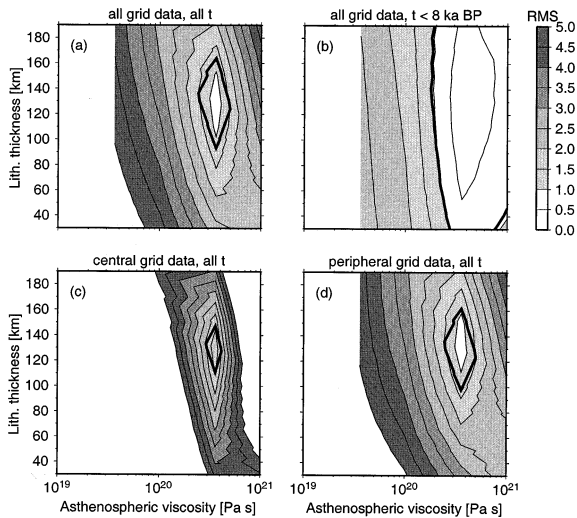 all grid data, all t
all grid data, t < 8 ka BP
RMS
(a)
(b)
Lith. thickness [km]
180
160
140
120
100
80
60
40
5.0
4.5
4.0
3.5
3.0
2.5
2.0
1.5
1.0
0.5
0.0
central grid data, all t
peripheral grid data, all t
(c)
(d)
Lith. thickness [km]
180
160
140
120
100
80
60
40
10¹⁹ 10²⁰ 10²¹
10¹⁹ 10²⁰ 10²¹
Asthenospheric viscosity [Pa s]
Asthenospheric viscosity [Pa s]